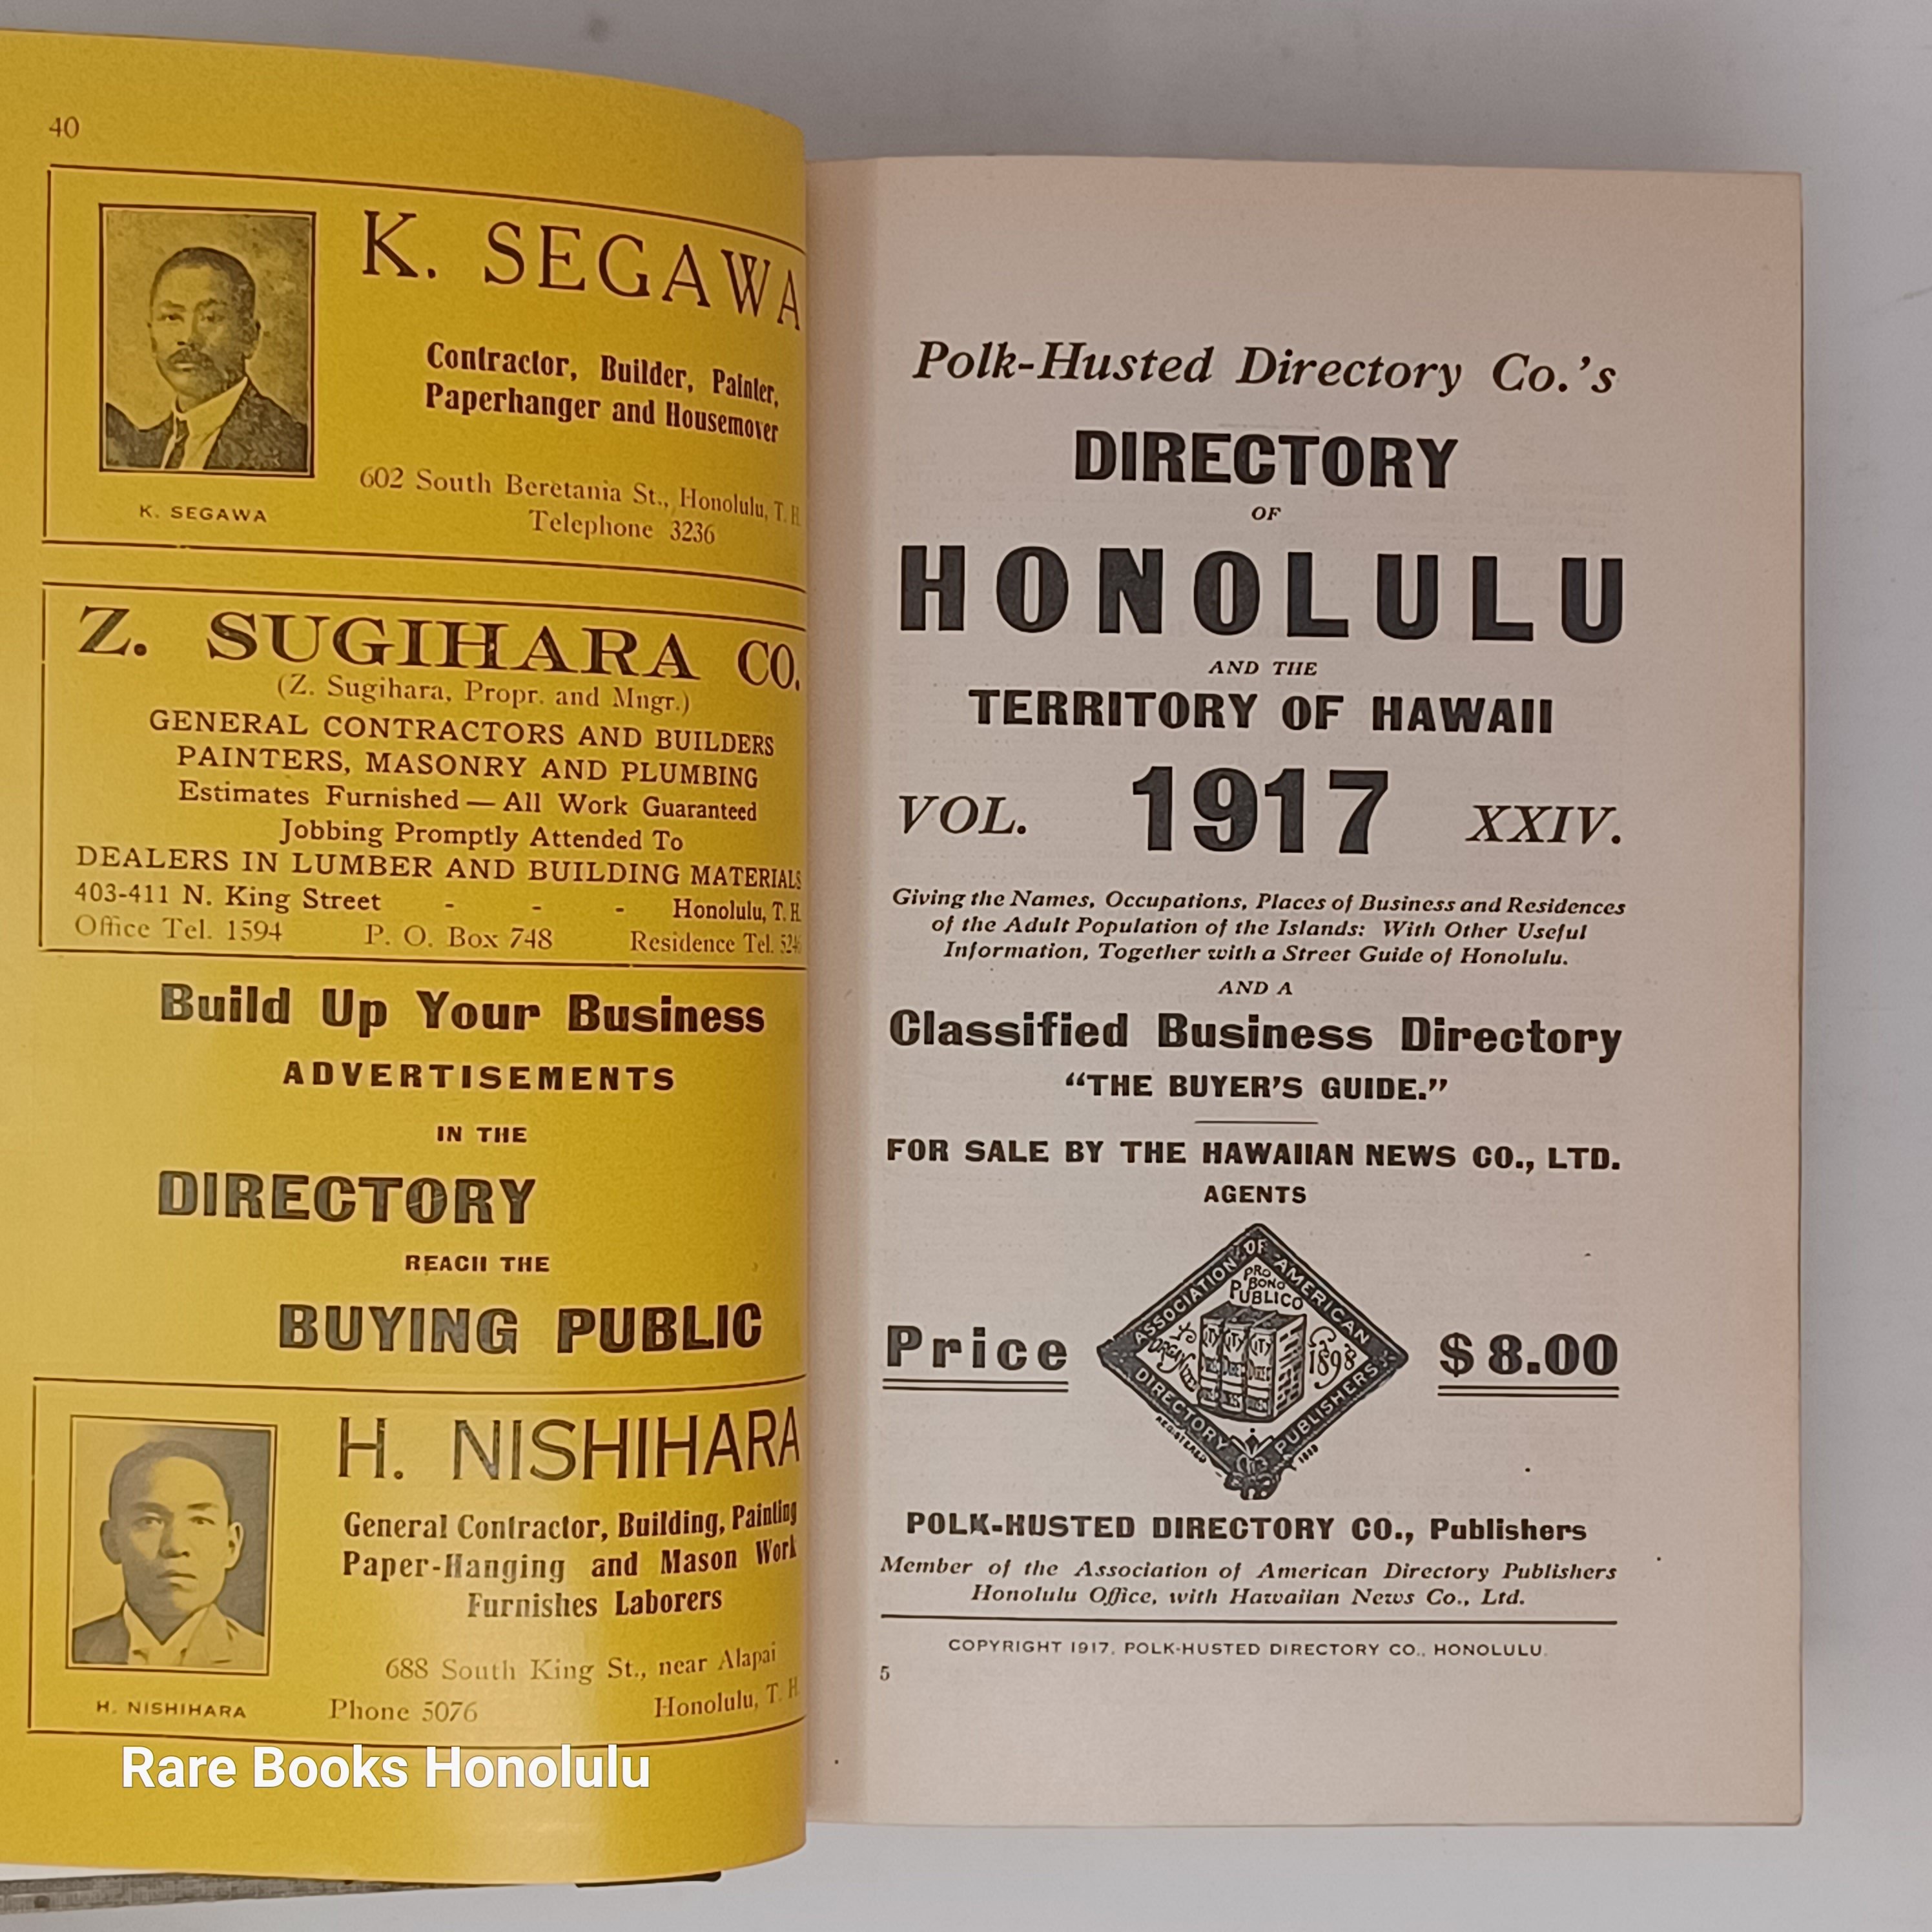 40
K. SEGAWA
Contractor, Builder, Painter,
Paperhanger and Housemover
602 South Beretania St., Honolulu, T. H.
Telephone 3236
K. SEGAWA
Z. SUGIHARA CO.
(Z. Sugihara, Propr. and Mngr.)
GENERAL CONTRACTORS AND BUILDERS
PAINTERS, MASONRY AND PLUMBING
Estimates Furnished — All Work Guaranteed
Jobbing Promptly Attended To
DEALERS IN LUMBER AND BUILDING MATERIALS
403-411 N. King Street - - - Honolulu, T. H.
Office Tel. 1594 P. O. Box 748 Residence Tel.
Build Up Your Business
ADVERTISEMENTS
IN THE
DIRECTORY
REACH THE
BUYING PUBLIC
H. NISHIHARA
General Contractor, Building, Painting
Paper-Hanging and Mason Work
Furnishes Laborers
688 South King St., near Alapai
Phone 5076 Honolulu, T. H.
H. NISHIHARA
Rare Books Honolulu
Polk-Husted Directory Co.'s
DIRECTORY
OF
HONOLULU
AND THE
TERRITORY OF HAWAII
VOL. 1917 XXIV.
Giving the Names, Occupations, Places of Business and Residences
of the Adult Population of the Islands: With Other Useful
Information, Together with a Street Guide of Honolulu.
AND A
Classified Business Directory
"THE BUYER'S GUIDE."
FOR SALE BY THE HAWAIIAN NEWS CO., LTD.
AGENTS
ASSOCIATION OF AMERICAN
DIRECTORY PUBLISHERS
PRO
BONO
PUBLICO
ORGANIZED
1898
CITY CITY CITY
REGISTERED
Price $8.00
POLK-HUSTED DIRECTORY CO., Publishers
Member of the Association of American Directory Publishers
Honolulu Office, with Hawaiian News Co., Ltd.
COPYRIGHT 1917, POLK-HUSTED DIRECTORY CO., HONOLULU.
5